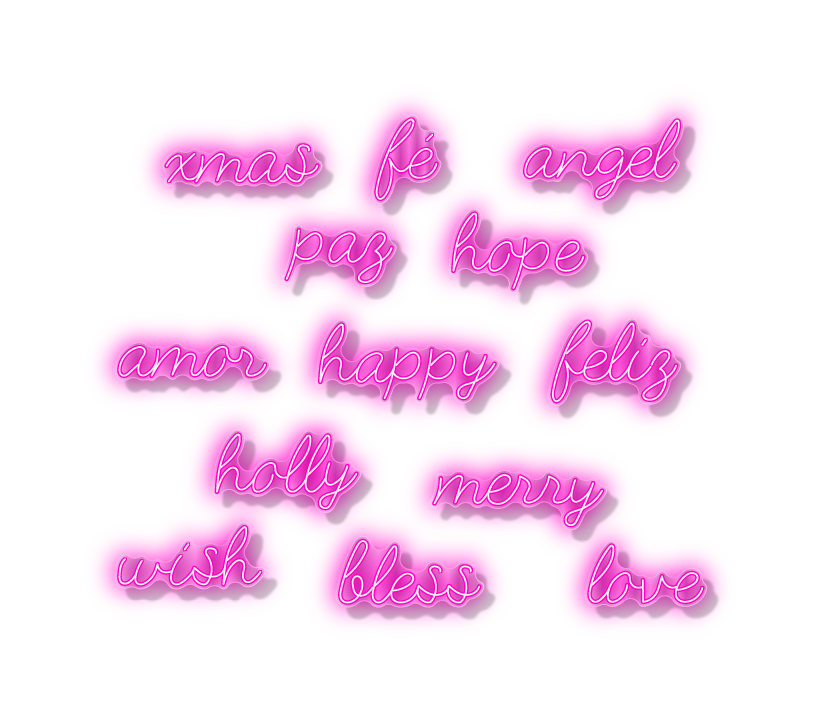 xmas fé angel
paz hope
amor happy feliz
holly merry
wish bless love